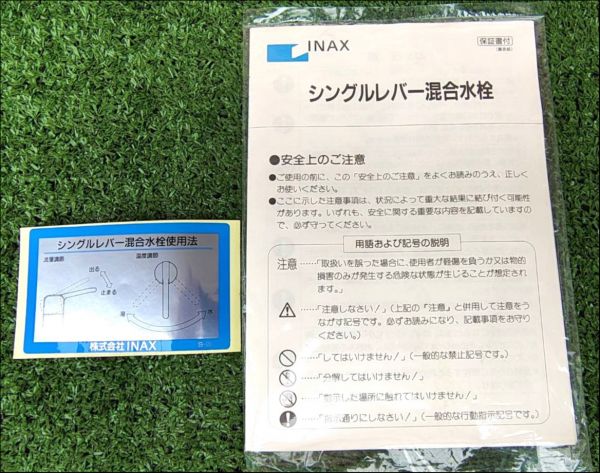 シングルレバー混合水栓使用法
流量調節
温度調節
出る
止まる
湯
水
株式会社 INAX
INAX
保証書付
シングルレバー混合水栓
●安全上のご注意
●ご使用の前に、この「安全上のご注意」をよくお読みのうえ、正しく
お使いください。
●ここに示した注意事項は、状況によって重大な結果に結び付く可能性
があります。いずれも、安全に関する重要な内容を記載していますの
で、必ず守ってください。
用語および記号の説明
注意……「取扱いを誤った場合に、使用者が軽傷を負うか又は物的
損害のみが発生する危険な状態が生じることが想定され
ます。」
……「注意しなさい！」（上記の「注意」と併用して注意をう
ながす記号です。必ずお読みになり、記載事項をお守り
ください。）
……「してはいけません！」（一般的な禁止記号です。）
……「分解してはいけません！」
……「指示した場所に触れてはいけません！」
……「指示通りにしなさい！」（一般的な行動指示記号です。）